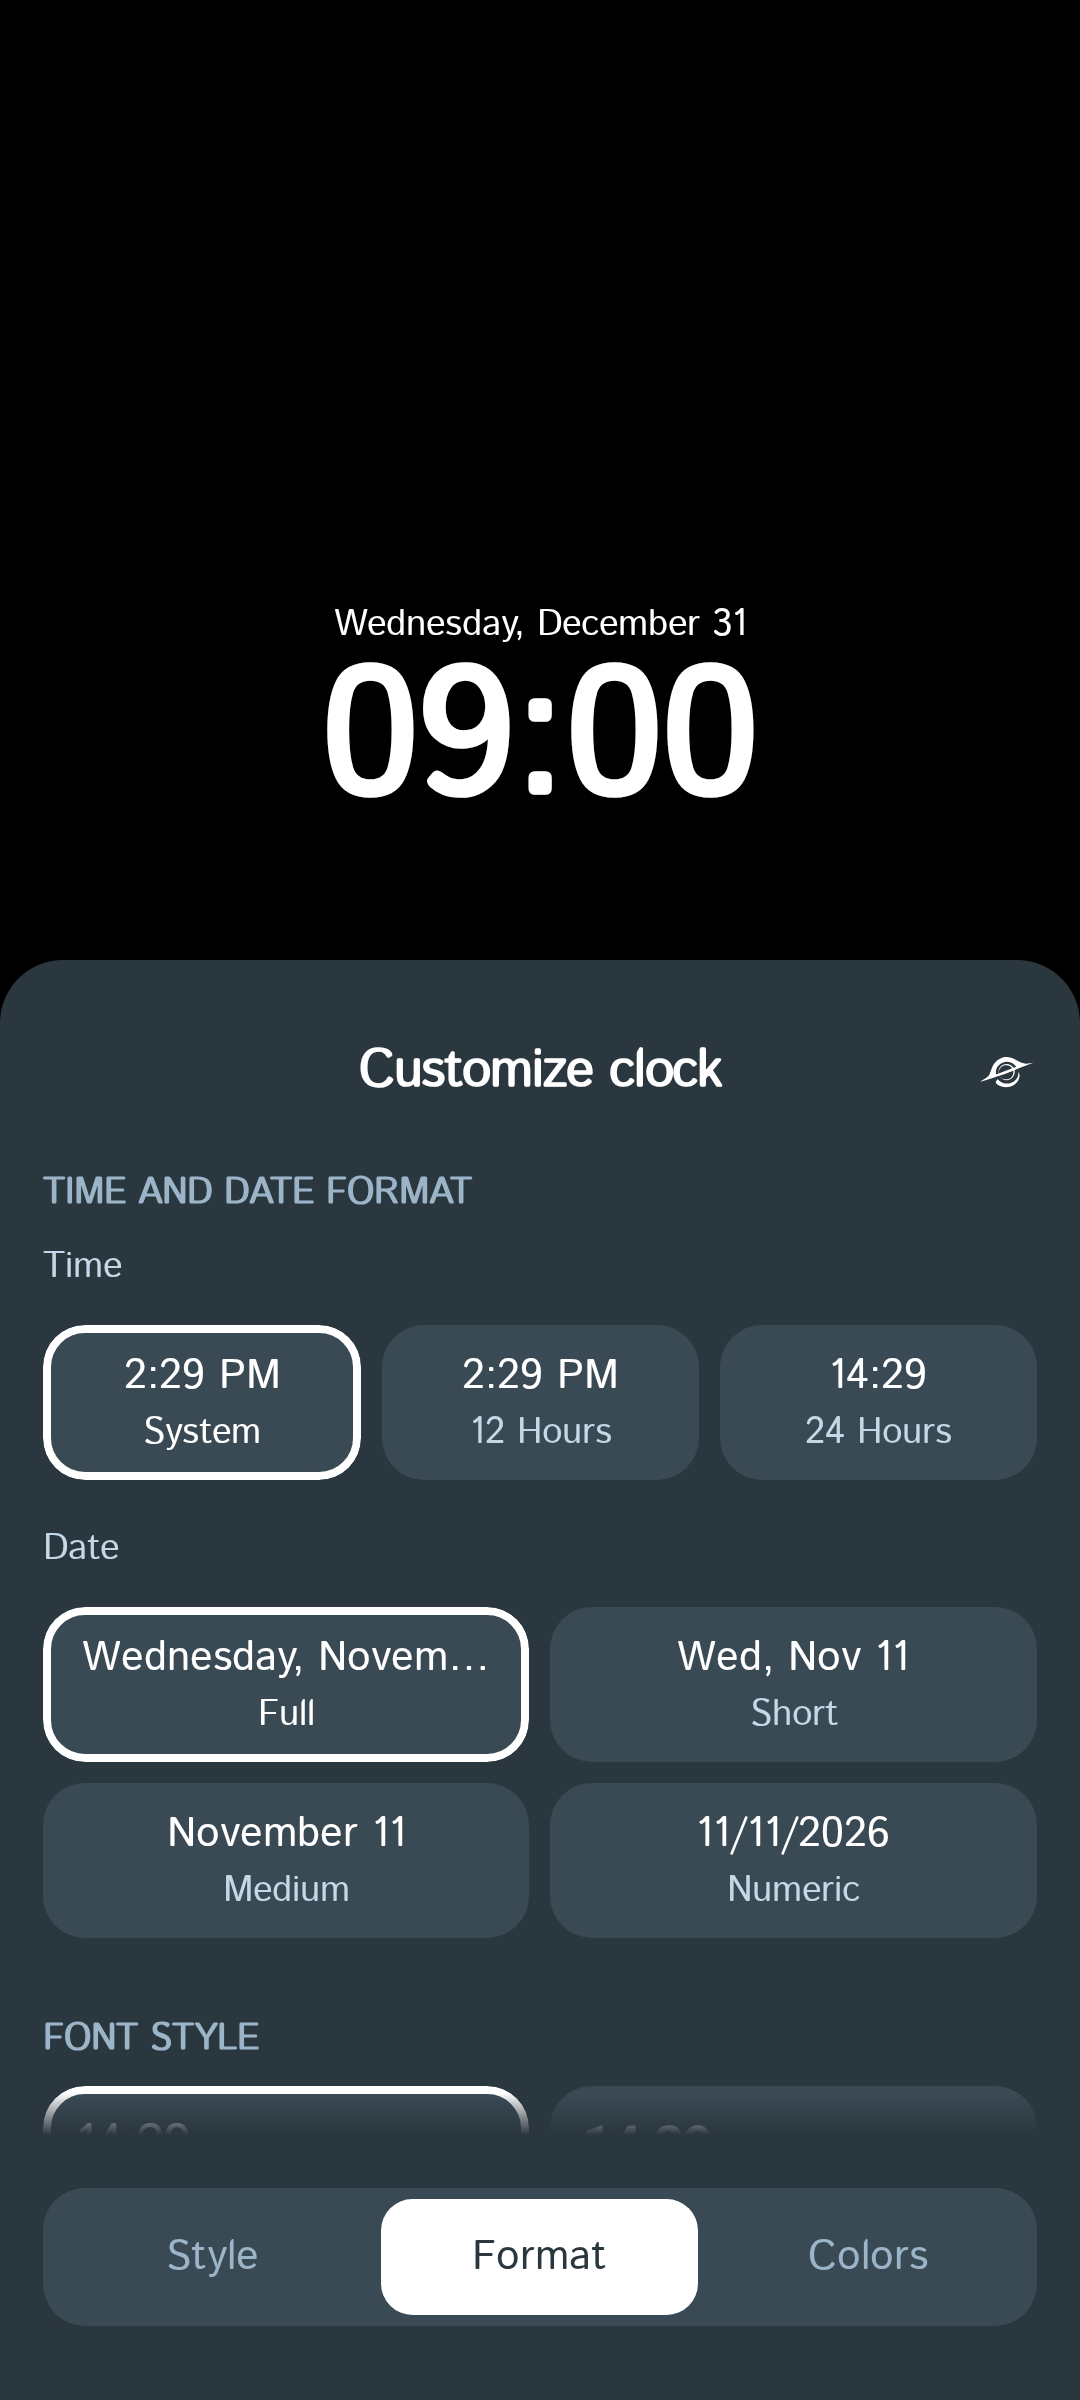 Wednesday, December 31
09:00
Customize clock
TIME AND DATE FORMAT
Time
2:29 PM
System
2:29 PM
12 Hours
14:29
24 Hours
Date
Wednesday, Novem...
Full
Wed, Nov 11
Short
November 11
Medium
11/11/2026
Numeric
FONT STYLE
Style
Format
Colors